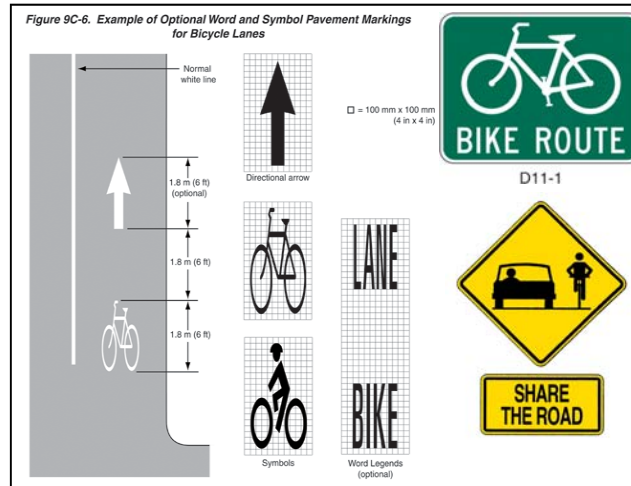 Figure 9C-6. Example of Optional Word and Symbol Pavement Markings
for Bicycle Lanes
Normal
white line
1.8 m (6 ft)
(optional)
1.8 m (6 ft)
1.8 m (6 ft)
Directional arrow
Symbols
= 100 mm x 100 mm
(4 in x 4 in)
LANE
BIKE
Word Legends
(optional)
BIKE ROUTE
D11-1
SHARE
THE ROAD